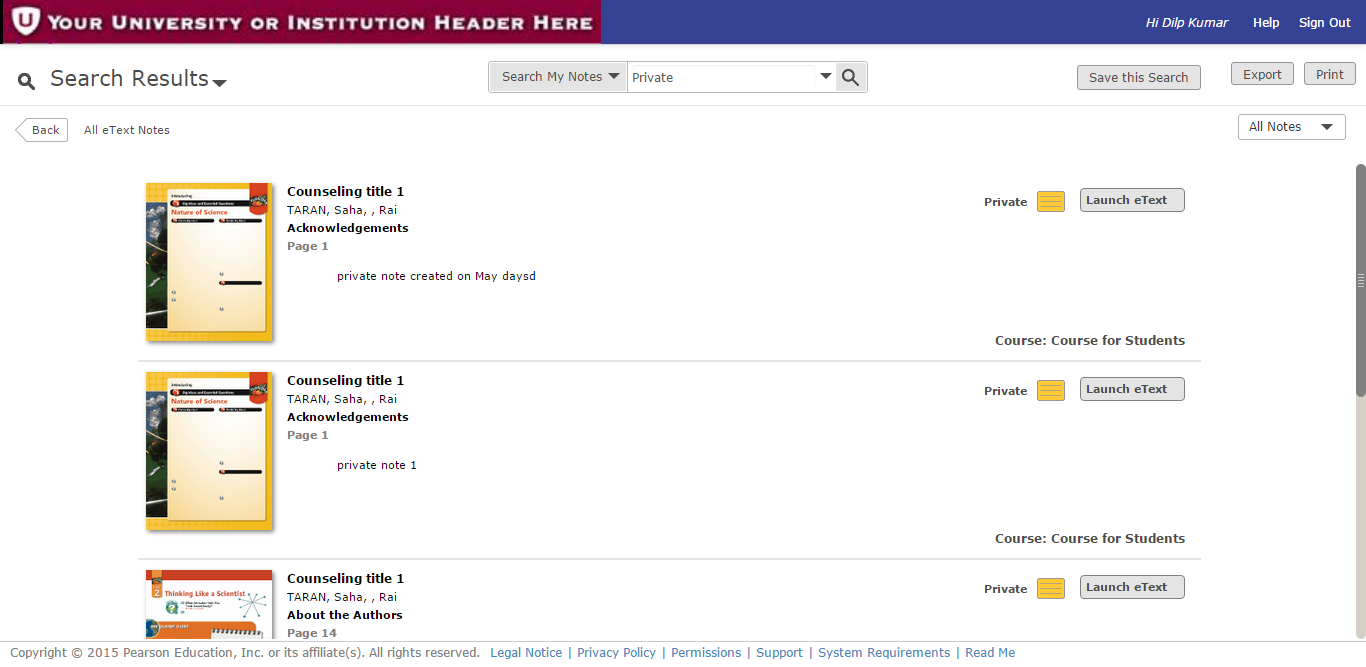 YOUR UNIVERSITY OR INSTITUTION HEADER HERE
Hi Dilp Kumar Help Sign Out
Search Results Search My Notes Private Save this Search Export Print
Back All eText Notes All Notes
Nature of Science
Counseling title 1
TARAN, Saha, , Rai
Acknowledgements
Page 1
private note created on May daysd
Private Launch eText
Course: Course for Students
Nature of Science
Counseling title 1
TARAN, Saha, , Rai
Acknowledgements
Page 1
private note 1
Private Launch eText
Course: Course for Students
2 Thinking Like a Scientist
Counseling title 1
TARAN, Saha, , Rai
About the Authors
Page 14
Private Launch eText
Copyright © 2015 Pearson Education, Inc. or its affiliate(s). All rights reserved. Legal Notice | Privacy Policy | Permissions | Support | System Requirements | Read Me